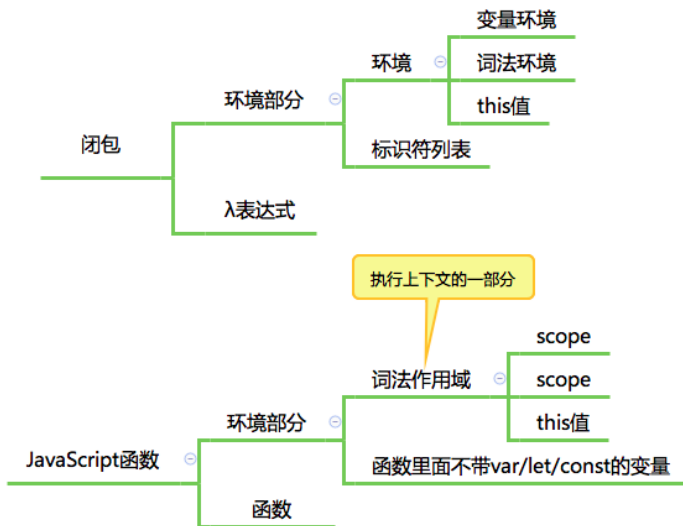 变量环境
环境
词法环境
环境部分
this值
闭包
标识符列表
λ表达式
执行上下文的一部分
scope
词法作用域
scope
环境部分
this值
JavaScript函数
函数里面不带var/let/const的变量
函数